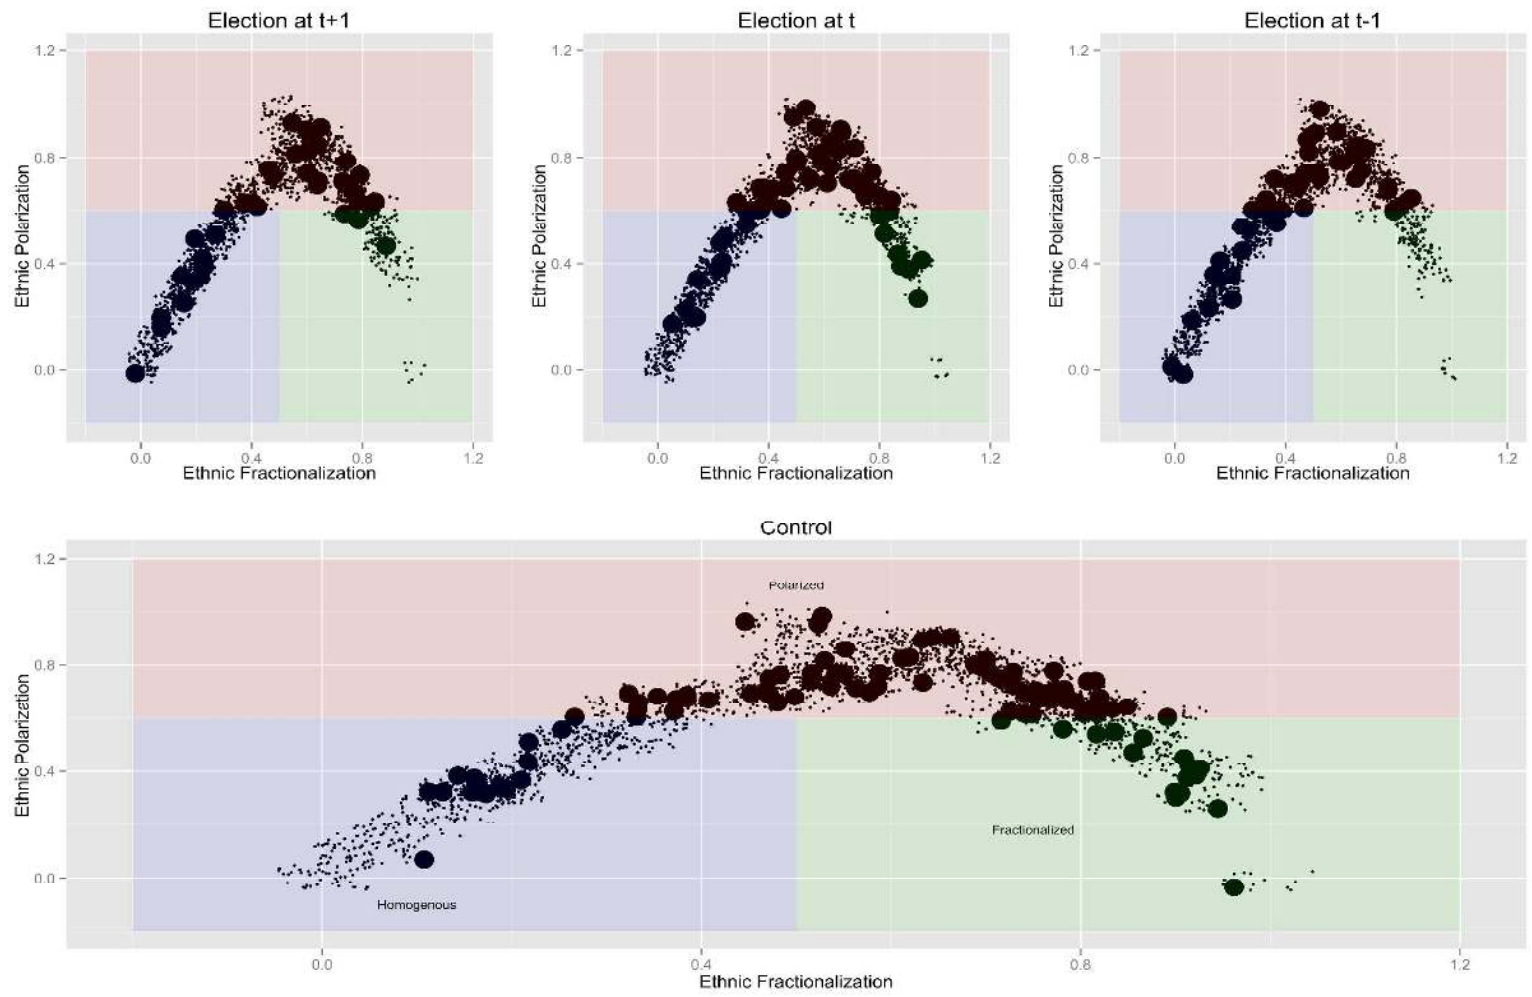 Election at t+1
Election at t
Election at t-1
1.2
0.8
0.4
0.0
Ethnic Polarization
0.0 0.4 0.8 1.2
Ethnic Fractionalization
1.2
0.8
0.4
0.0
Ethnic Polarization
0.0 0.4 0.8 1.2
Ethnic Fractionalization
1.2
0.8
0.4
0.0
Ethnic Polarization
0.0 0.4 0.8 1.2
Ethnic Fractionalization
Control
1.2
0.8
0.4
0.0
Ethnic Polarization
Polarized
Fractionalized
Homogenous
0.0 0.4 0.8 1.2
Ethnic Fractionalization